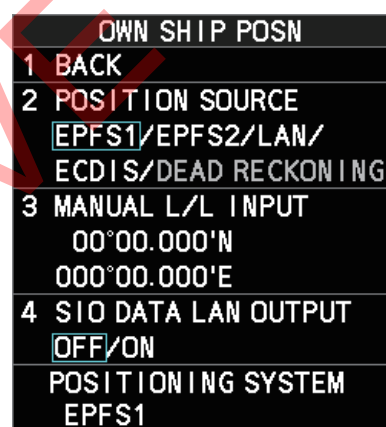 OWN SHIP POSN
1 BACK
2 POSITION SOURCE
EPFS1/EPFS2/LAN/
ECDIS/DEAD RECKONING
3 MANUAL L/L INPUT
00°00.000'N
000°00.000'E
4 SIO DATA LAN OUTPUT
OFF/ON
POSITIONING SYSTEM
EPFS1